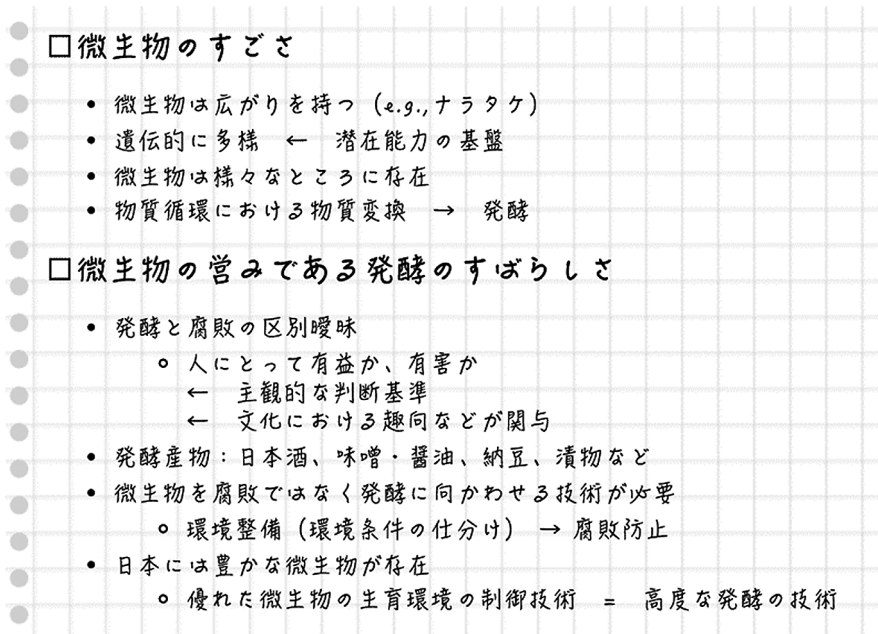 □微生物のすごさ
• 微生物は広がりを持つ（e.g.,ナラタケ）
• 遺伝的に多様　←　潜在能力の基盤
• 微生物は様々なところに存在
• 物質循環における物質変換　→　発酵
□微生物の営みである発酵のすばらしさ
• 発酵と腐敗の区別曖昧
○ 人にとって有益か、有害か
←　主観的な判断基準
←　文化における趣向などが関与
• 発酵産物：日本酒、味噌・醤油、納豆、漬物など
• 微生物を腐敗ではなく発酵に向かわせる技術が必要
○ 環境整備（環境条件の仕分け）　→ 腐敗防止
• 日本には豊かな微生物が存在
○ 優れた微生物の生育環境の制御技術　=　高度な発酵の技術